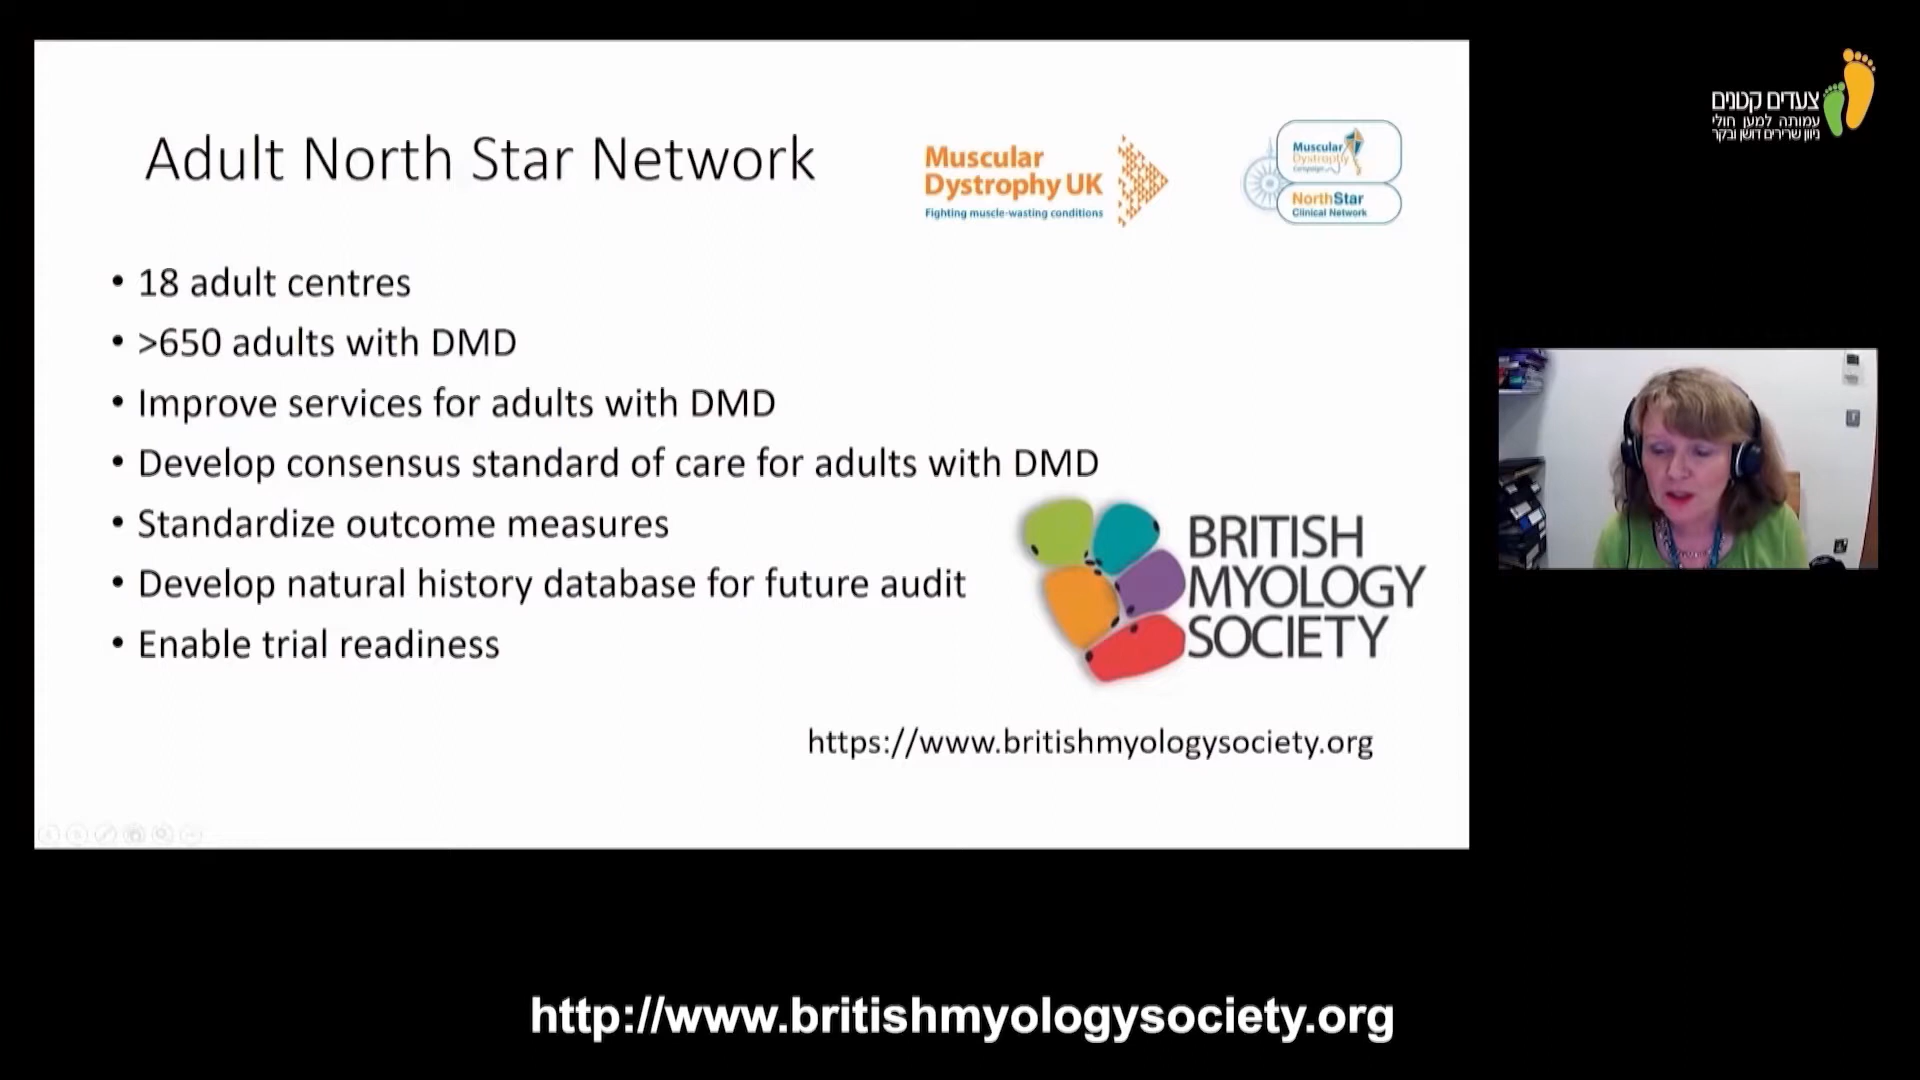 Adult North Star Network
Muscular
Dystrophy UK
Fighting muscle-wasting conditions
Muscular
Dystrophy
Campaign
NorthStar
Clinical Network
צעדים קטנים
עמותה למען חולי
ניוון שרירים דושן ובקר
• 18 adult centres
• >650 adults with DMD
• Improve services for adults with DMD
• Develop consensus standard of care for adults with DMD
• Standardize outcome measures
• Develop natural history database for future audit
• Enable trial readiness
BRITISH
MYOLOGY
SOCIETY
https://www.britishmyologysociety.org
http://www.britishmyologysociety.org